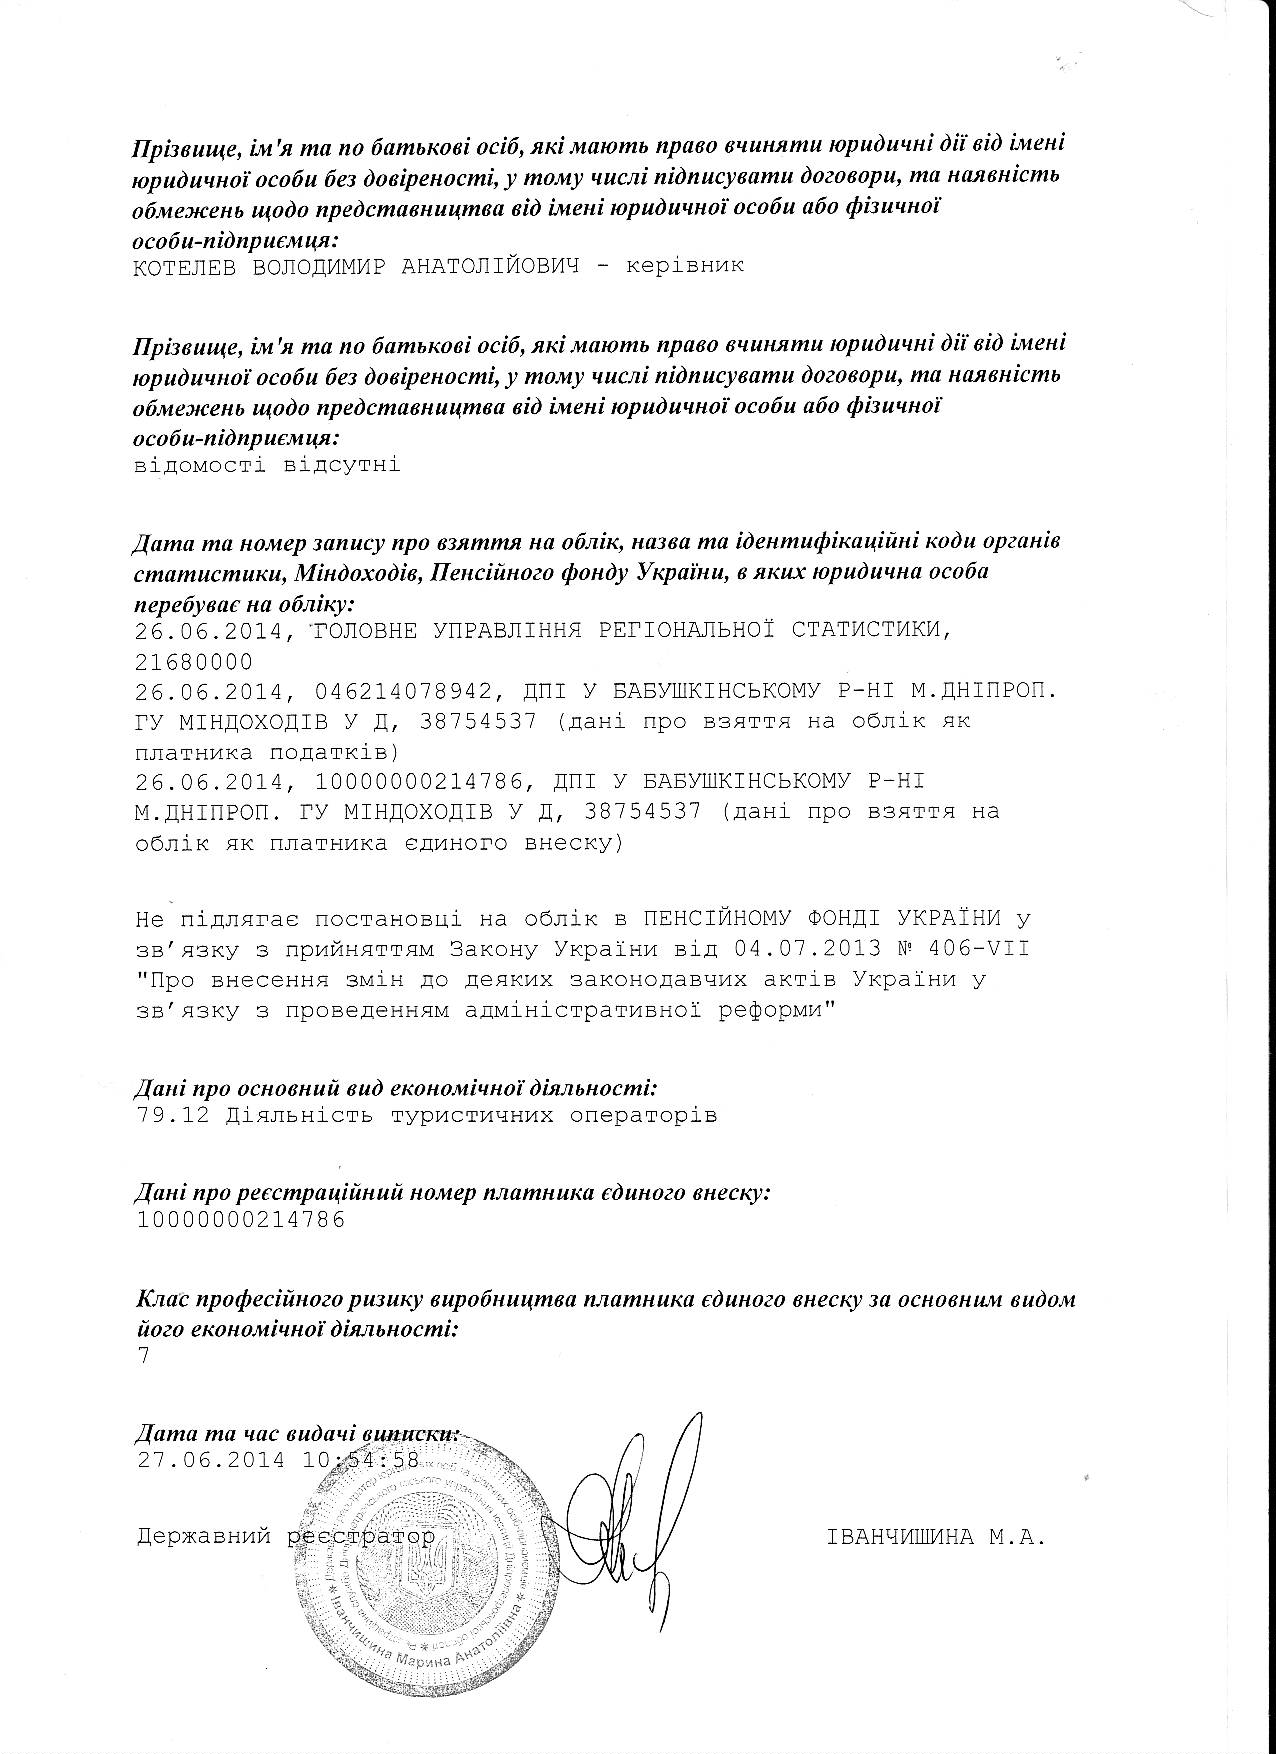 Прізвище, ім'я та по батькові осіб, які мають право вчиняти юридичні дії від імені
юридичної особи без довіреності, у тому числі підписувати договори, та наявність
обмежень щодо представництва від імені юридичної особи або фізичної
особи-підприємця:
КОТЕЛЕВ ВОЛОДИМИР АНАТОЛІЙОВИЧ - керівник
Прізвище, ім'я та по батькові осіб, які мають право вчиняти юридичні дії від імені
юридичної особи без довіреності, у тому числі підписувати договори, та наявність
обмежень щодо представництва від імені юридичної особи або фізичної
особи-підприємця:
відомості відсутні
Дата та номер запису про взяття на облік, назва та ідентифікаційні коди органів
статистики, Міндоходів, Пенсійного фонду України, в яких юридична особа
перебуває на обліку:
26.06.2014, ГОЛОВНЕ УПРАВЛІННЯ РЕГІОНАЛЬНОЇ СТАТИСТИКИ,
21680000
26.06.2014, 046214078942, ДПІ У БАБУШКІНСЬКОМУ Р-НІ М.ДНІПРОП.
ГУ МІНДОХОДІВ У Д, 38754537 (дані про взяття на облік як
платника податків)
26.06.2014, 10000000214786, ДПІ У БАБУШКІНСЬКОМУ Р-НІ
М.ДНІПРОП. ГУ МІНДОХОДІВ У Д, 38754537 (дані про взяття на
облік як платника єдиного внеску)
Не підлягає постановці на облік в ПЕНСІЙНОМУ ФОНДІ УКРАЇНИ у
зв'язку з прийняттям Закону України від 04.07.2013 № 406-VII
"Про внесення змін до деяких законодавчих актів України у
зв'язку з проведенням адміністративної реформи"
Дані про основний вид економічної діяльності:
79.12 Діяльність туристичних операторів
Дані про реєстраційний номер платника єдиного внеску:
10000000214786
Клас професійного ризику виробництва платника єдиного внеску за основним видом
його економічної діяльності:
7
Дата та час видачі виписки:
27.06.2014 10:54:58
Державний реєстратор ІВАНЧИШИНА М.А.
* Іванчишина Марина Анатоліївна *